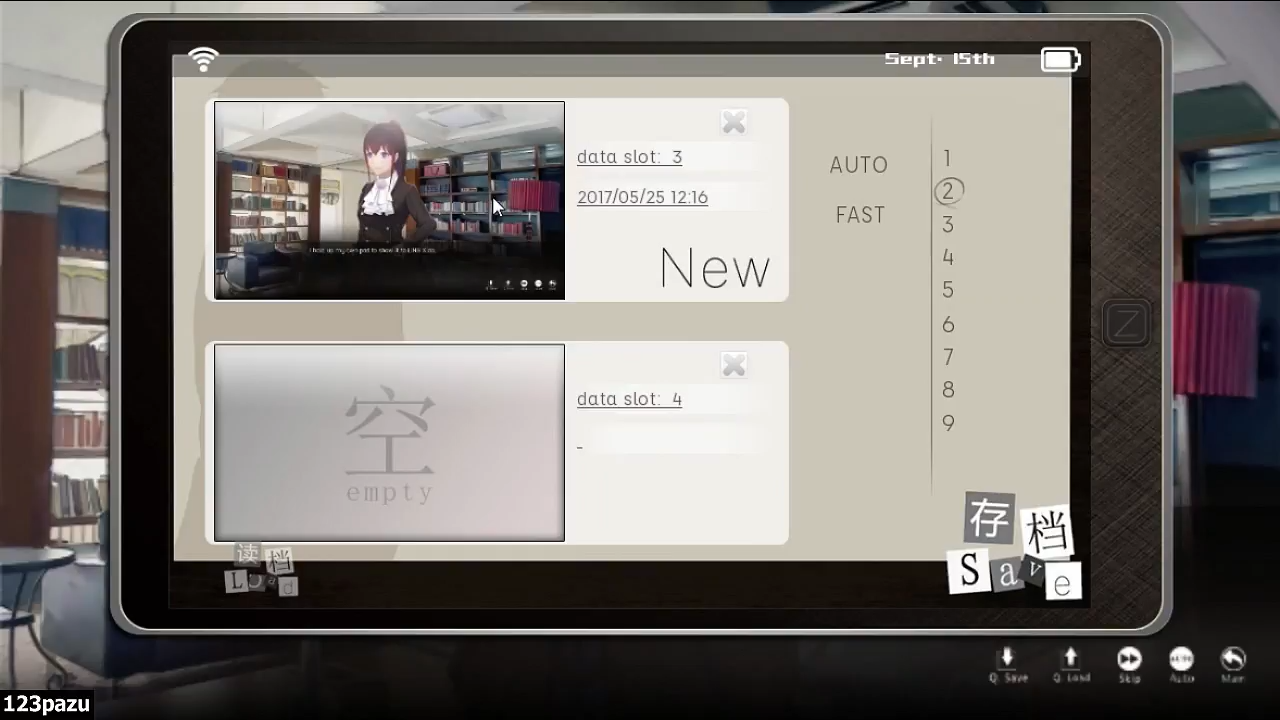 Sept. 15th
data slot: 3
2017/05/25 12:16
New
AUTO
FAST
1
2
3
4
5
6
7
8
9
空
empty
data slot: 4
-
读档
Load
存档
Save
Z
Q. Save
Q. Load
Skip
Auto
Main
123pazu